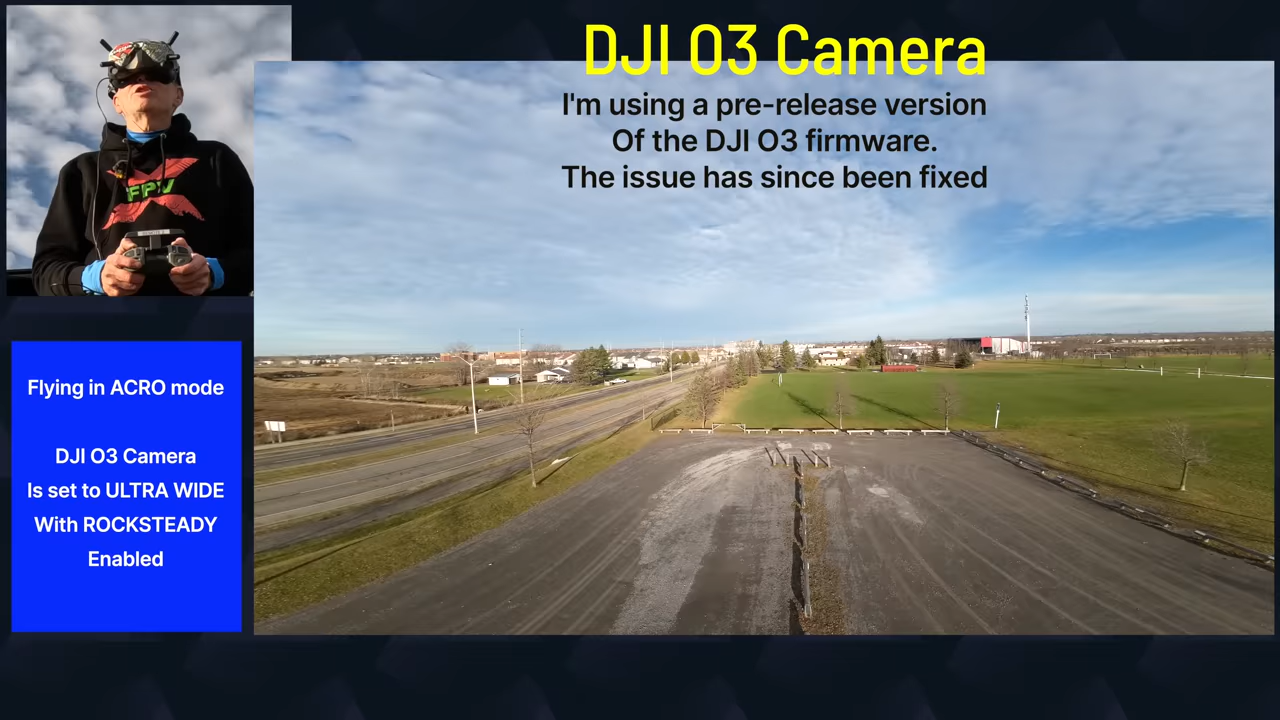 DJI O3 Camera
I'm using a pre-release version
Of the DJI O3 firmware.
The issue has since been fixed
FPV
Flying in ACRO mode
DJI O3 Camera
Is set to ULTRA WIDE
With ROCKSTEADY
Enabled